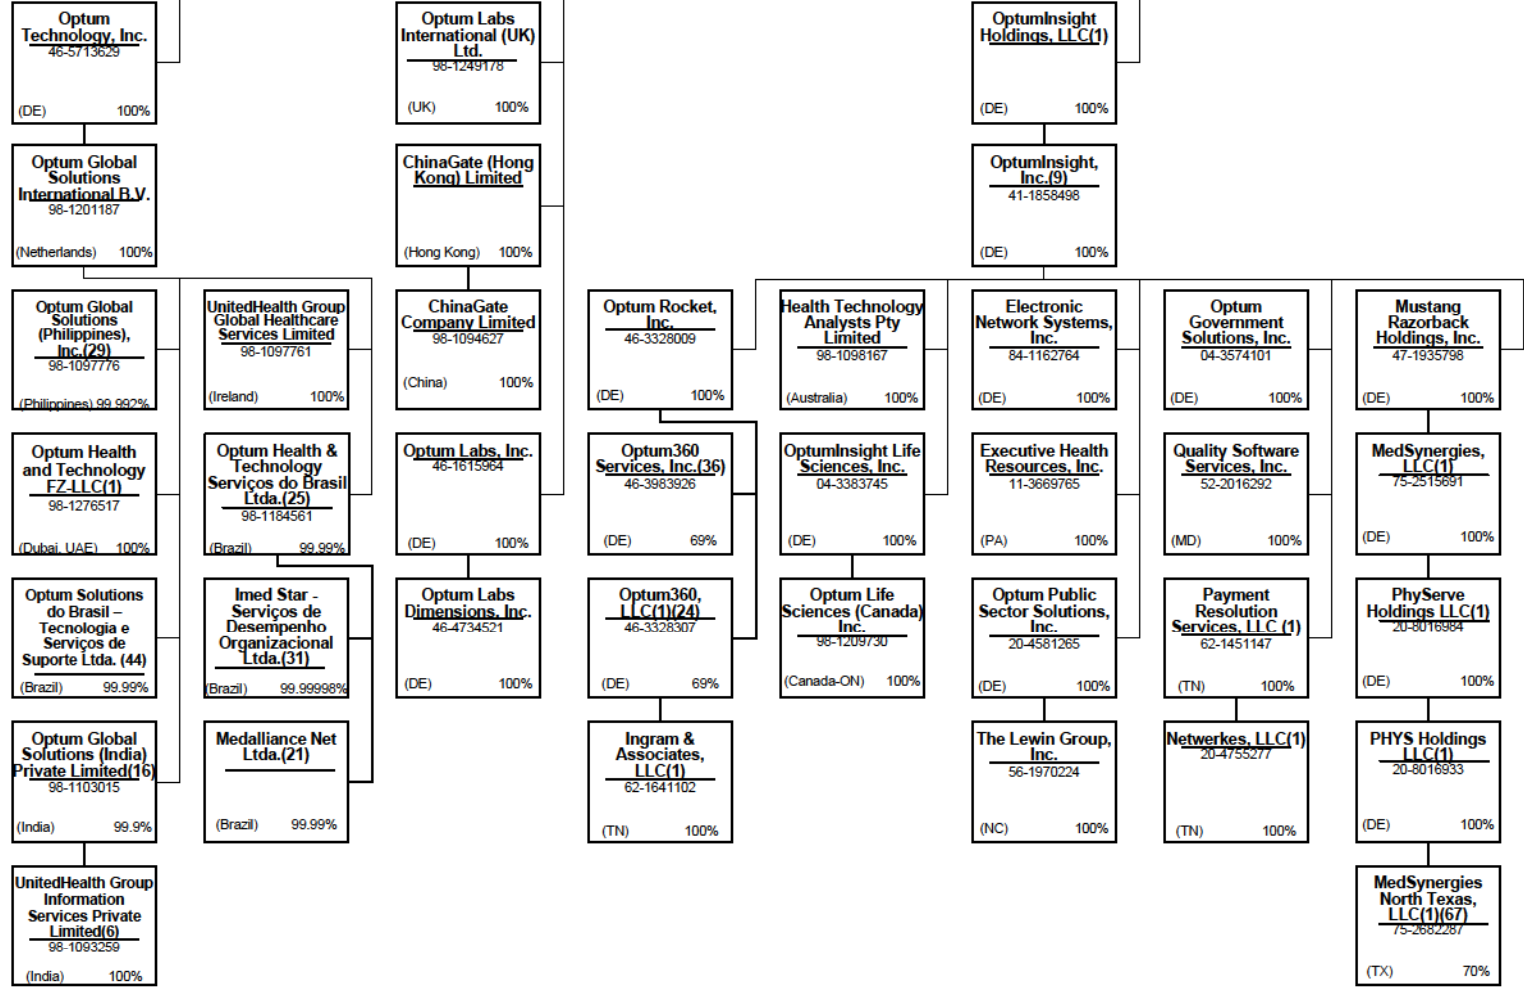 Optum
Technology, Inc.
46-5713629
(DE) 100%
Optum Labs
International (UK)
Ltd.
98-1249178
(UK) 100%
OptumInsight
Holdings, LLC(1)
(DE) 100%
Optum Global
Solutions
International B.V.
98-1201187
(Netherlands) 100%
ChinaGate (Hong
Kong) Limited
(Hong Kong) 100%
OptumInsight,
Inc.(9)
41-1858498
(DE) 100%
Optum Global
Solutions
(Philippines),
Inc.(29)
98-1097776
(Philippines) 99.992%
UnitedHealth Group
Global Healthcare
Services Limited
98-1097761
(Ireland) 100%
ChinaGate
Company Limited
98-1094627
(China) 100%
Optum Rocket,
Inc.
46-3328009
(DE) 100%
Health Technology
Analysts Pty
Limited
98-1098167
(Australia) 100%
Electronic
Network Systems,
Inc.
84-1162764
(DE) 100%
Optum
Government
Solutions, Inc.
04-3574101
(DE) 100%
Mustang
Razorback
Holdings, Inc.
47-1935798
(DE) 100%
Optum Health
and Technology
FZ-LLC(1)
98-1276517
(Dubai, UAE) 100%
Optum Health &
Technology
Serviços do Brasil
Ltda.(25)
98-1184561
(Brazil) 99.99%
Optum Labs, Inc.
46-1615964
(DE) 100%
Optum360
Services, Inc.(36)
46-3983926
(DE) 69%
OptumInsight Life
Sciences, Inc.
04-3383745
(DE) 100%
Executive Health
Resources, Inc.
11-3669765
(PA) 100%
Quality Software
Services, Inc.
52-2016292
(MD) 100%
MedSynergies,
LLC(1)
75-2515691
(DE) 100%
Optum Solutions
do Brasil –
Tecnologia e
Serviços de
Suporte Ltda. (44)
(Brazil) 99.99%
Imed Star -
Serviços de
Desempenho
Organizacional
Ltda.(31)
(Brazil) 99.99998%
Optum Labs
Dimensions, Inc.
46-4734521
(DE) 100%
Optum360,
LLC(1)(24)
46-3328307
(DE) 69%
Optum Life
Sciences (Canada)
Inc.
98-1209730
(Canada-ON) 100%
Optum Public
Sector Solutions,
Inc.
20-4581265
(DE) 100%
Payment
Resolution
Services, LLC (1)
62-1451147
(TN) 100%
PhyServe
Holdings LLC(1)
20-8016984
(DE) 100%
Optum Global
Solutions (India)
Private Limited(16)
98-1103015
(India) 99.9%
Medalliance Net
Ltda.(21)
(Brazil) 99.99%
Ingram &
Associates,
LLC(1)
62-1641102
(TN) 100%
The Lewin Group,
Inc.
56-1970224
(NC) 100%
Netwerkes, LLC(1)
20-4755277
(TN) 100%
PHYS Holdings
LLC(1)
20-8016933
(DE) 100%
UnitedHealth Group
Information
Services Private
Limited(6)
98-1093259
(India) 100%
MedSynergies
North Texas,
LLC(1)(67)
75-2682287
(TX) 70%